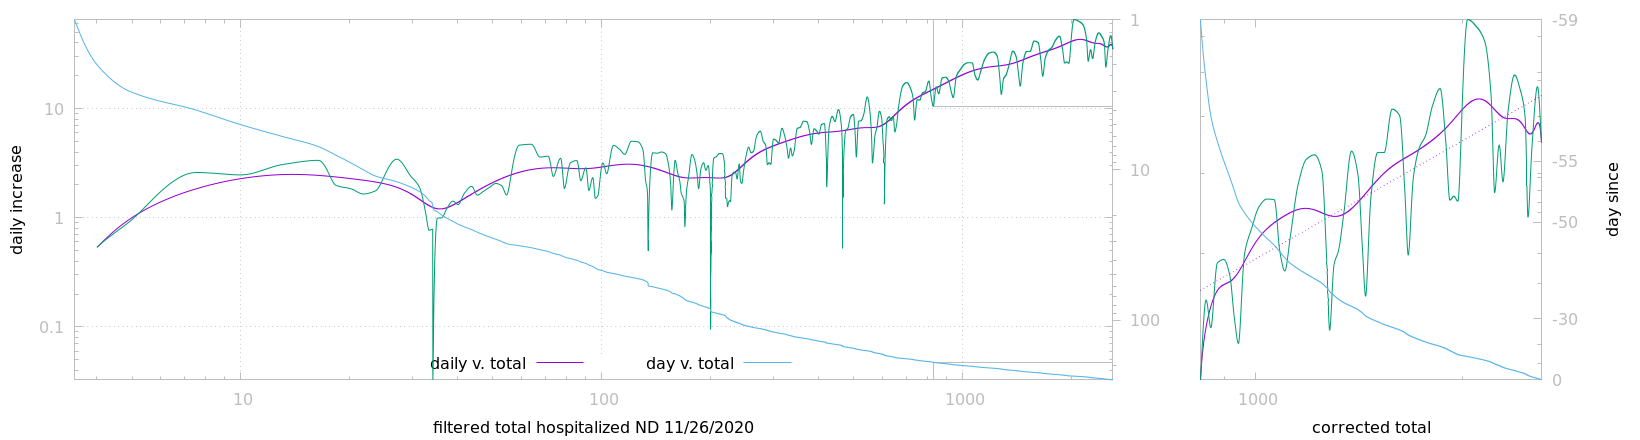 daily increase
10
1
0.1
1
10
100
daily v. total
day v. total
10
100
1000
filtered total hospitalized ND 11/26/2020
-59
-55
-50
-30
0
day since
1000
corrected total